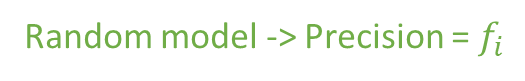 Random model -> Precision = fᵢ